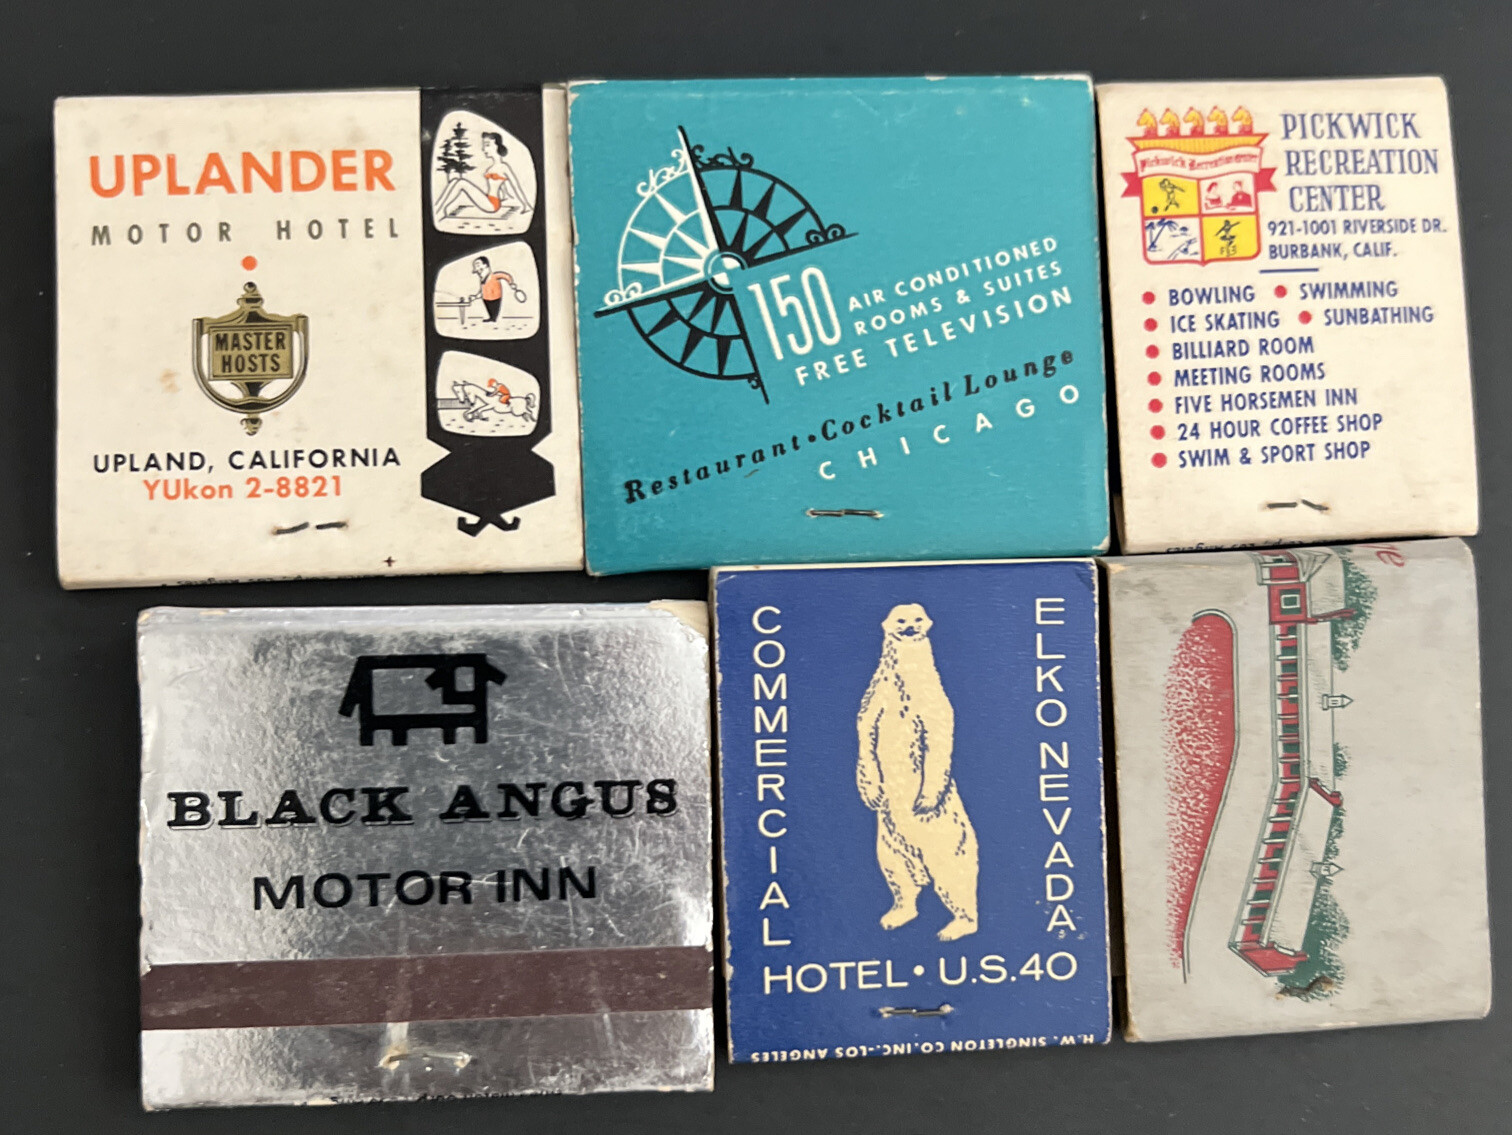 UPLANDER
MOTOR HOTEL
MASTER
HOSTS
UPLAND, CALIFORNIA
YUkon 2-8821
150
AIR CONDITIONED
ROOMS & SUITES
FREE TELEVISION
Restaurant • Cocktail Lounge
CHICAGO
Pickwick Recreation Center
PICKWICK
RECREATION
CENTER
921-1001 RIVERSIDE DR.
BURBANK, CALIF.
• BOWLING • SWIMMING
• ICE SKATING • SUNBATHING
• BILLIARD ROOM
• MEETING ROOMS
• FIVE HORSEMEN INN
• 24 HOUR COFFEE SHOP
• SWIM & SPORT SHOP
BLACK ANGUS
MOTOR INN
COMMERCIAL
ELKO NEVADA
HOTEL • U.S. 40
H.W. SINGLETON CO., INC.-LOS ANGELES